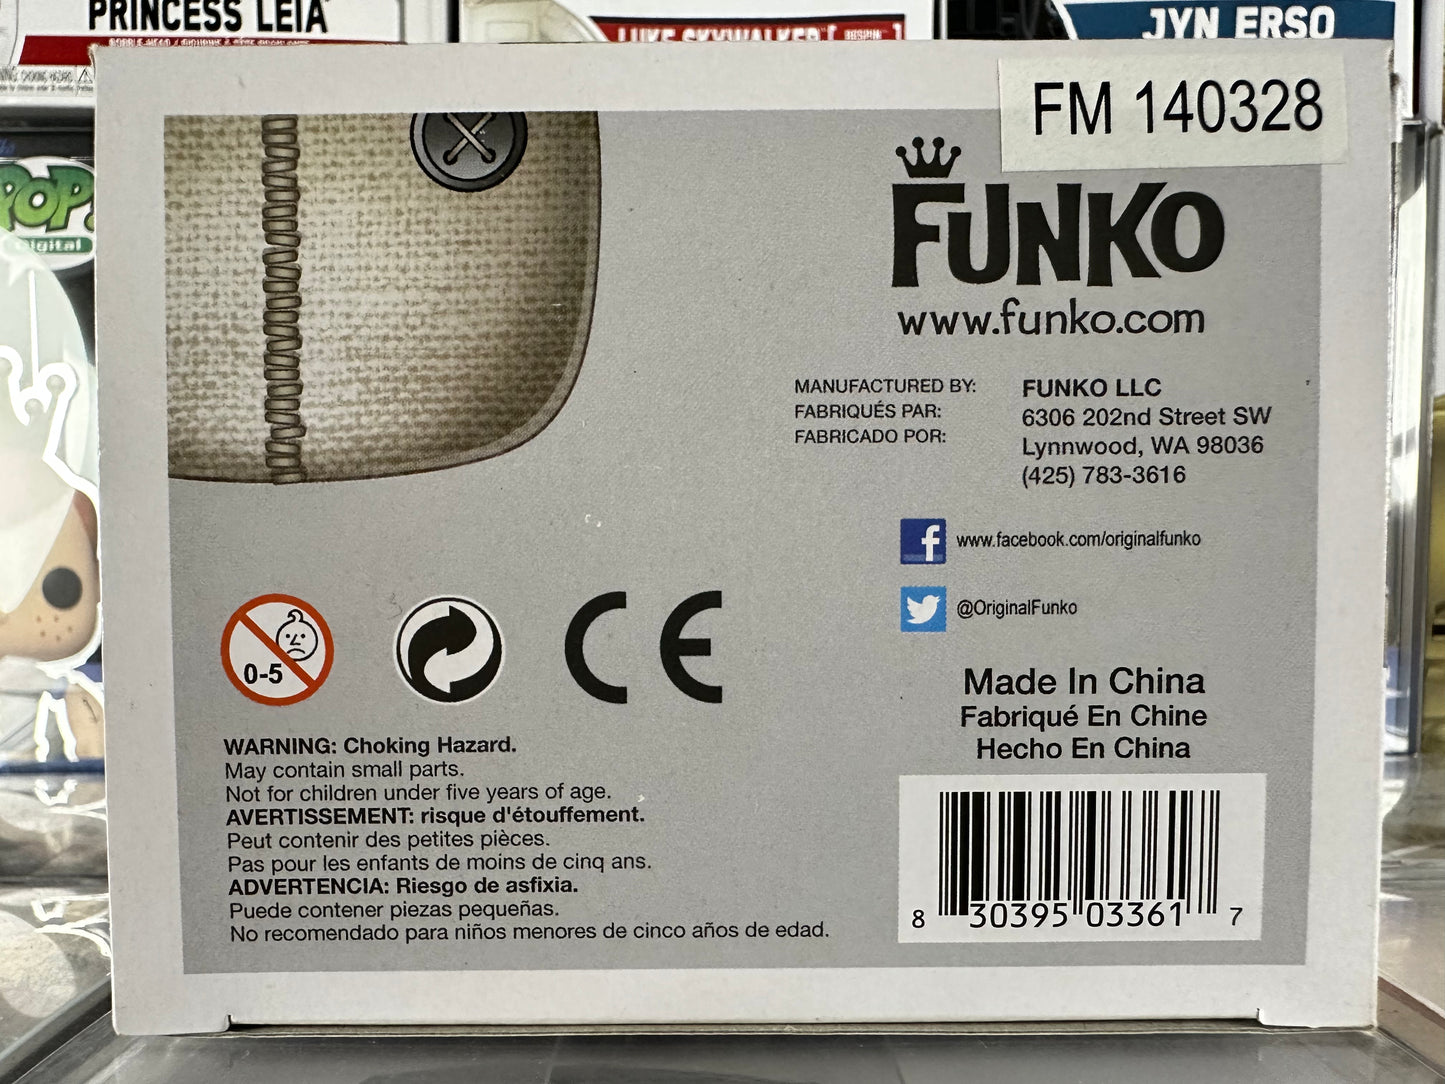 PRINCESS LEIA
LUKE SKYWALKER
JYN ERSO
POP!
Digital
FM 140328
FUNKO
www.funko.com
MANUFACTURED BY:
FABRIQUÉS PAR:
FABRICADO POR:
FUNKO LLC
6306 202nd Street SW
Lynnwood, WA 98036
(425) 783-3616
f www.facebook.com/originalfunko
@OriginalFunko
0-5
CE
Made In China
Fabriqué En Chine
Hecho En China
WARNING: Choking Hazard.
May contain small parts.
Not for children under five years of age.
AVERTISSEMENT: risque d'étouffement.
Peut contenir des petites pièces.
Pas pour les enfants de moins de cinq ans.
ADVERTENCIA: Riesgo de asfixia.
Puede contener piezas pequeñas.
No recomendado para niños menores de cinco años de edad.
8 30395 03361 7